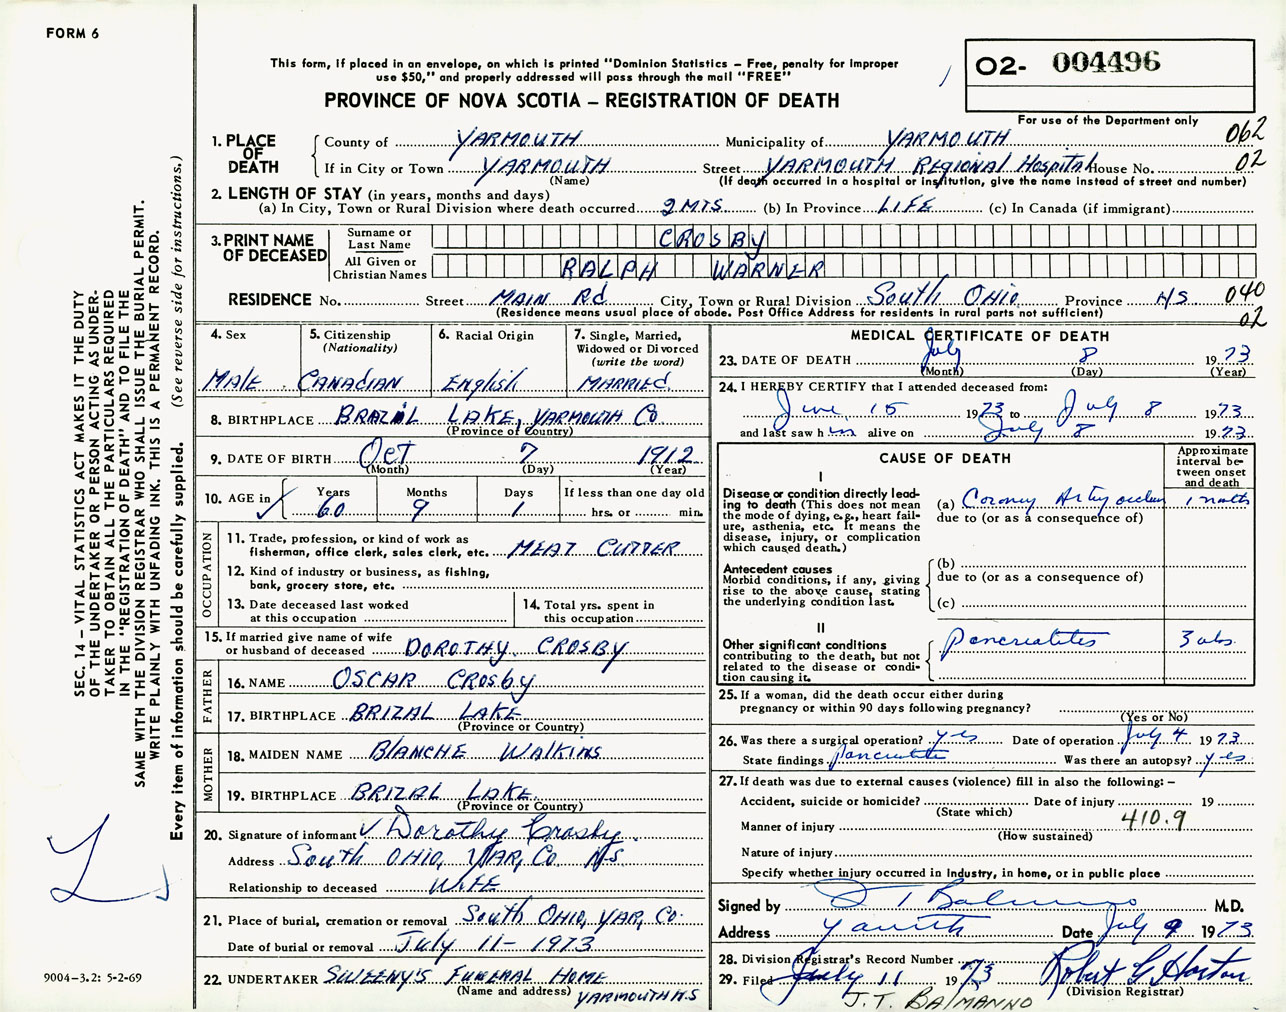 FORM 6
This form, if placed in an envelope, on which is printed "Dominion Statistics – Free, penalty for improper
use $50," and properly addressed will pass through the mail "FREE"
PROVINCE OF NOVA SCOTIA – REGISTRATION OF DEATH
02- 004496
For use of the Department only
062
02
1. PLACE OF DEATH
County of YARMOUTH Municipality of YARMOUTH
If in City or Town YARMOUTH Street YARMOUTH REGIONAL HOSPITAL House No.
(Name) (If death occurred in a hospital or institution, give the name instead of street and number)
2. LENGTH OF STAY (in years, months and days)
(a) In City, Town or Rural Division where death occurred 2 MTS (b) In Province LIFE (c) In Canada (if immigrant)
3. PRINT NAME OF DECEASED
Surname or Last Name CROSBY
All Given or Christian Names RALPH WARNER
RESIDENCE No. Street MAIN Rd City, Town or Rural Division South OHIO Province NS 040
(Residence means usual place of abode. Post Office Address for residents in rural parts not sufficient) 02
4. Sex
MALE
5. Citizenship
(Nationality)
CANADIAN
6. Racial Origin
English
7. Single, Married,
Widowed or Divorced
(write the word)
MARRIED
8. BIRTHPLACE BRAZIL LAKE, YARMOUTH Co
(Province of Country)
9. DATE OF BIRTH Oct 7 1912
(Month) (Day) (Year)
10. AGE in
Years Months Days If less than one day old
60 9 1 hrs. or min.
OCCUPATION
11. Trade, profession, or kind of work as
fisherman, office clerk, sales clerk, etc. MEAT CUTTER
12. Kind of industry or business, as fishing,
bank, grocery store, etc.
13. Date deceased last worked
at this occupation
14. Total yrs. spent in
this occupation
15. If married give name of wife
or husband of deceased DOROTHY CROSBY
FATHER
16. NAME OSCAR CROSBY
17. BIRTHPLACE BRIZAL LAKE
(Province or Country)
MOTHER
18. MAIDEN NAME BLANCHE WALKINS
19. BIRTHPLACE BRIZAL LAKE
(Province or Country)
20. Signature of informant ✓ Dorothy Crosby
Address South OHIO, YAR, Co NS
Relationship to deceased WIFE
21. Place of burial, cremation or removal South OHIO, YAR, Co.
Date of burial or removal July 11 - 1973
22. UNDERTAKER SWEENY'S FUNERAL HOME
(Name and address) YARMOUTH N.S
MEDICAL CERTIFICATE OF DEATH
23. DATE OF DEATH July 8 1973
(Month) (Day) (Year)
24. I HEREBY CERTIFY that I attended deceased from:
June 15 1973 to July 8 1973
and last saw him alive on July 8 1973
CAUSE OF DEATH
Approximate
interval be-
tween onset
and death
I
Disease or condition directly lead-
ing to death (This does not mean
the mode of dying, e.g., heart fail-
ure, asthenia, etc. It means the
disease, injury, or complication
which caused death.)
(a) Coronary Artery occlusion 1 month
due to (or as a consequence of)
Antecedent causes
Morbid conditions, if any, giving
rise to the above cause, stating
the underlying condition last.
(b)
due to (or as a consequence of)
(c)
II
Other significant conditions
contributing to the death, but not
related to the disease or condi-
tion causing it.
Pancreatitis 3
25. If a woman, did the death occur either during
pregnancy or within 90 days following pregnancy?
(Yes or No)
26. Was there a surgical operation? yes Date of operation July 4 1973
State findings Pancreatitis Was there an autopsy? yes
27. If death was due to external causes (violence) fill in also the following: –
Accident, suicide or homicide? Date of injury 19
(State which)
Manner of injury 410.9
(How sustained)
Nature of injury
Specify whether injury occurred in industry, in home, or in public place
Signed by J T Balmanno M.D.
Address Yarmouth Date July 9 1973
28. Division Registrar's Record Number
29. Filed July 11 1973 Robert G Horton
(Division Registrar)
J.T. BALMANNO
SEC. 14 – VITAL STATISTICS ACT MAKES IT THE DUTY
OF THE UNDERTAKER OR PERSON ACTING AS UNDER-
TAKER TO OBTAIN ALL THE PARTICULARS REQUIRED
IN THE "REGISTRATION OF DEATH" AND TO FILE THE
SAME WITH THE DIVISION REGISTRAR WHO SHALL ISSUE THE BURIAL PERMIT.
WRITE PLAINLY WITH UNFADING INK. THIS IS A PERMANENT RECORD.
Every item of information should be carefully supplied. (See reverse side for instructions.)
9004-3.2: 5-2-69